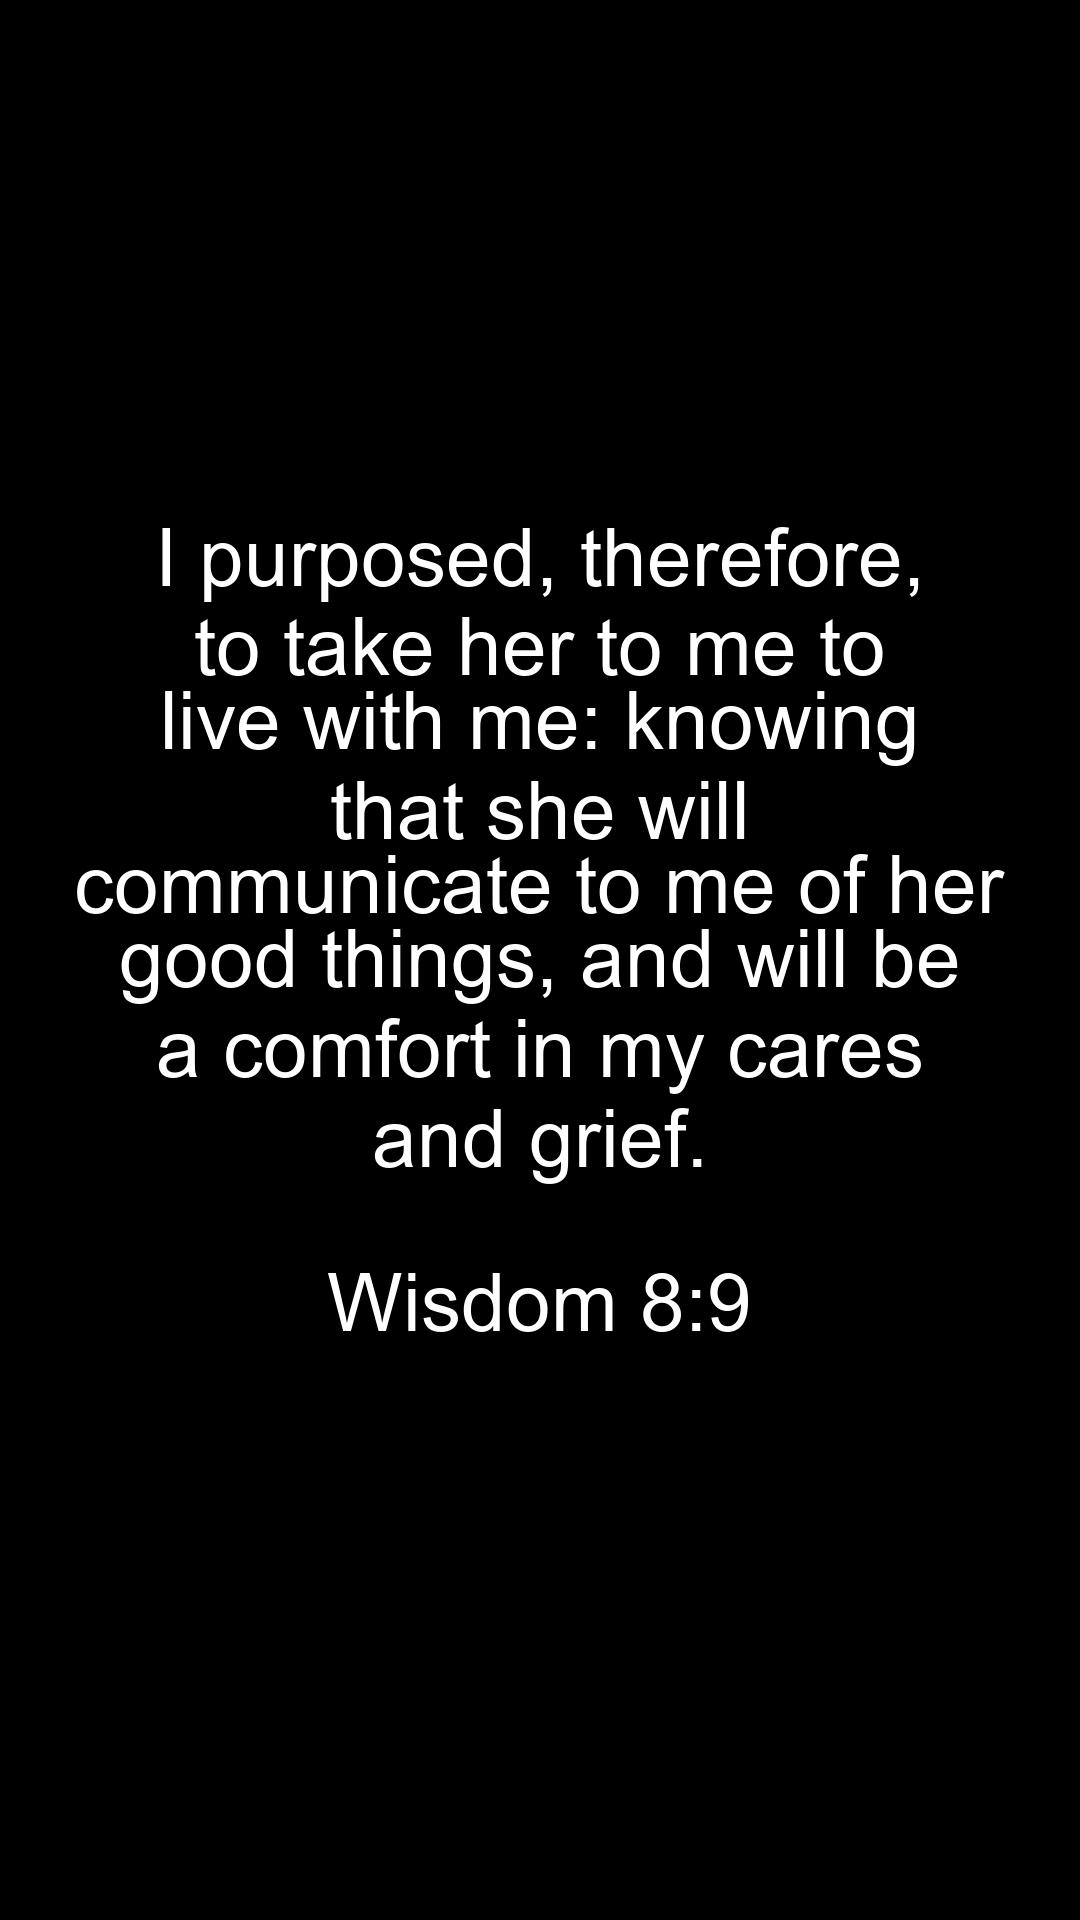 I purposed, therefore,
to take her to me to
live with me: knowing
that she will
communicate to me of her
good things, and will be
a comfort in my cares
and grief.
Wisdom 8:9